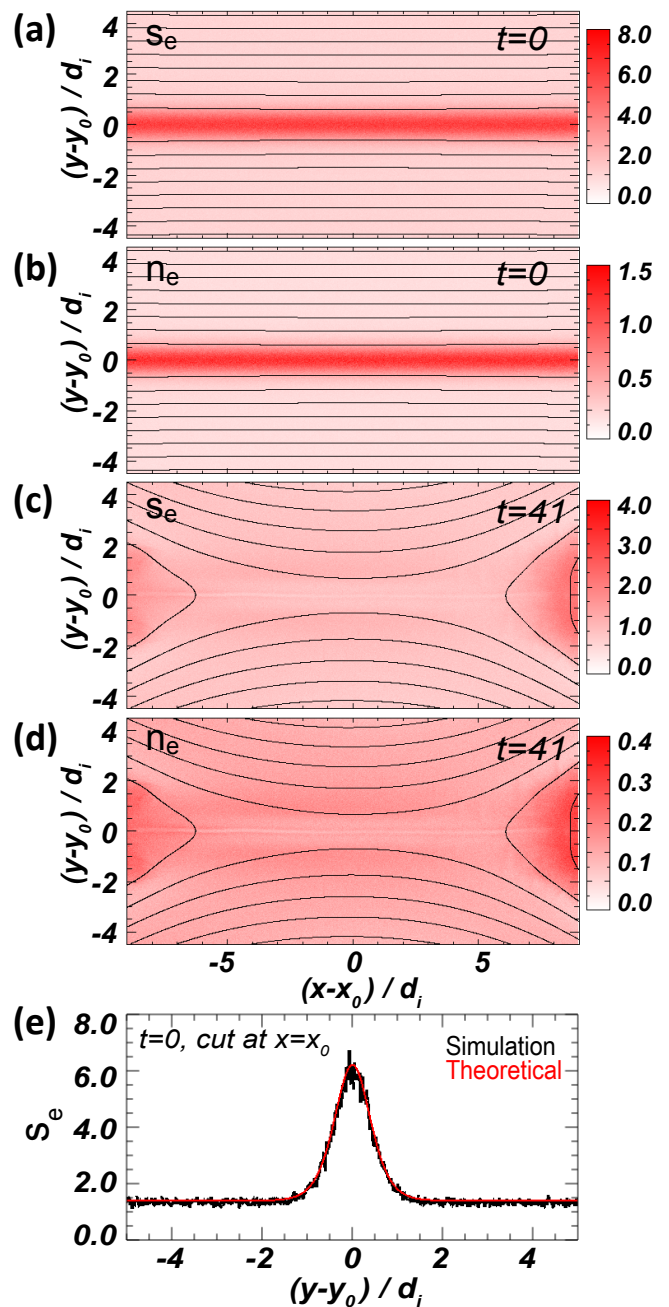 (a)
s_e
t=0
(y-y_0) / d_i
4
2
0
-2
-4
8.0
6.0
4.0
2.0
0.0
(b)
n_e
t=0
(y-y_0) / d_i
4
2
0
-2
-4
1.5
1.0
0.5
0.0
(c)
s_e
t=41
(y-y_0) / d_i
4
2
0
-2
-4
4.0
3.0
2.0
1.0
0.0
(d)
n_e
t=41
(y-y_0) / d_i
4
2
0
-2
-4
0.4
0.3
0.2
0.1
0.0
-5 0 5
(x-x_0) / d_i
(e)
t=0, cut at x=x_0
Simulation
Theoretical
s_e
8.0
6.0
4.0
2.0
0.0
-4 -2 0 2 4
(y-y_0) / d_i